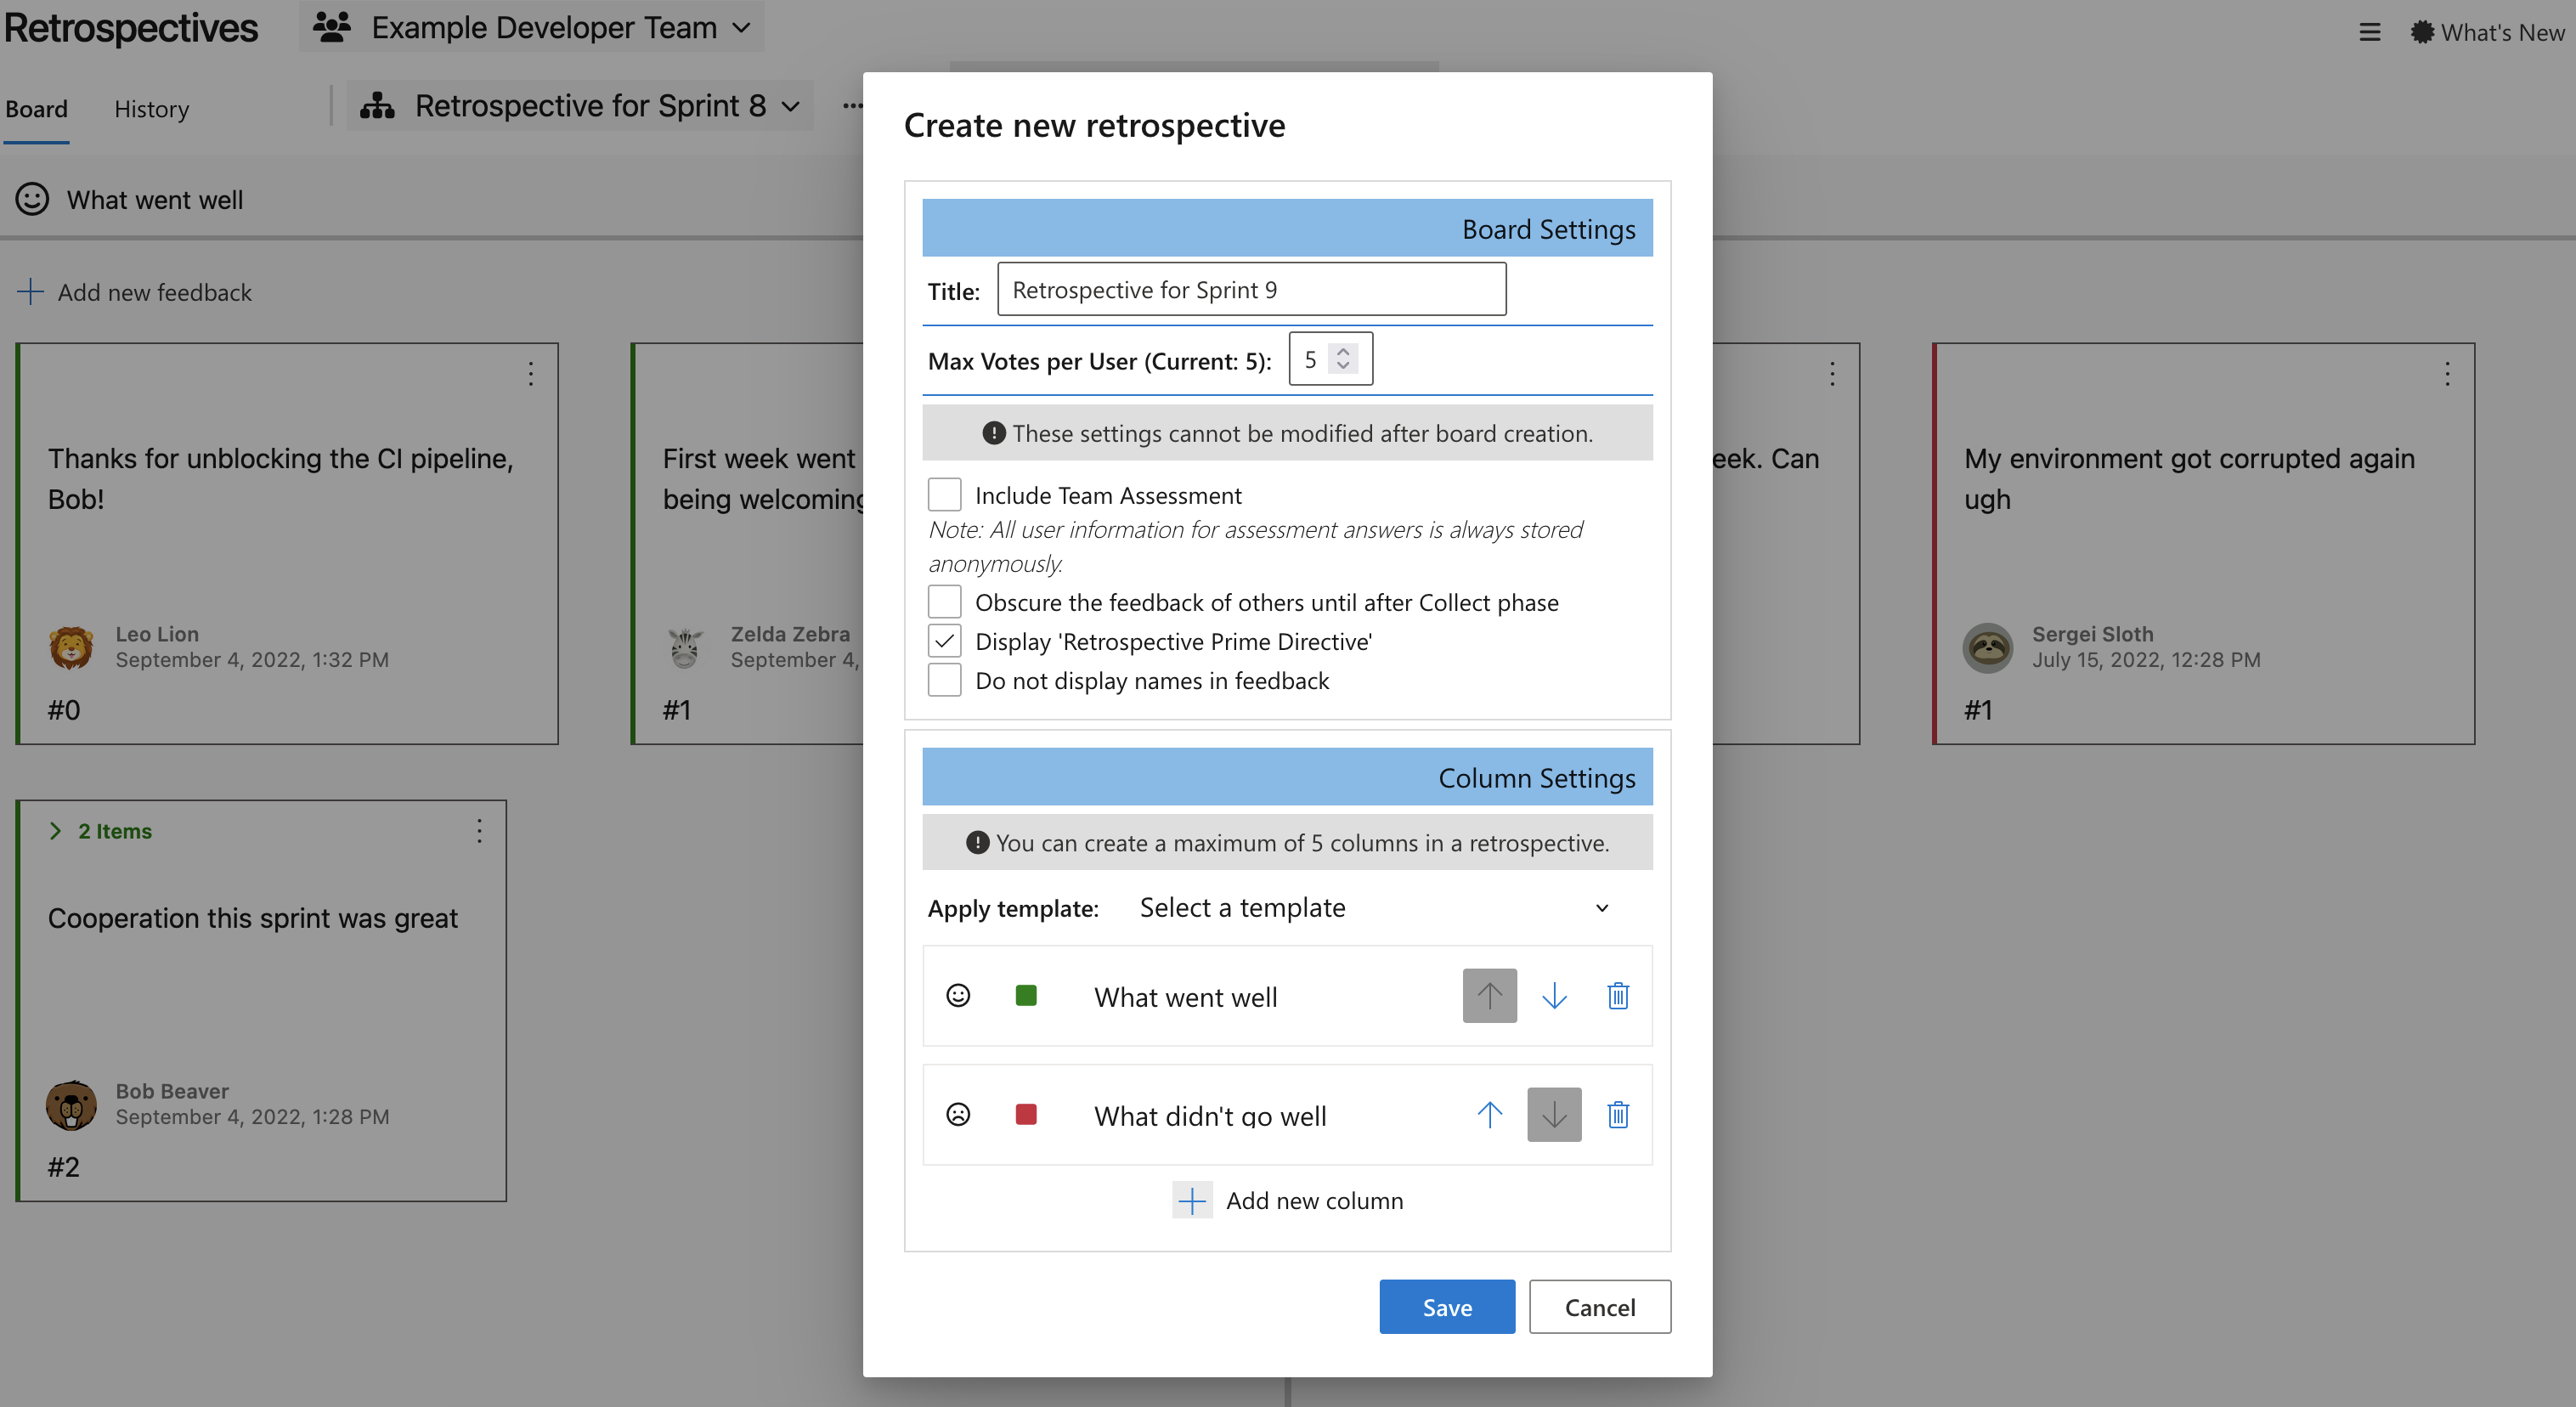 Retrospectives
Example Developer Team
What's New
Board
History
Retrospective for Sprint 8
What went well
Add new feedback
Thanks for unblocking the CI pipeline,
Bob!
Leo Lion
September 4, 2022, 1:32 PM
#0
First week went
being welcoming
Zelda Zebra
September 4,
#1
eek. Can
My environment got corrupted again
ugh
Sergei Sloth
July 15, 2022, 12:28 PM
#1
2 Items
Cooperation this sprint was great
Bob Beaver
September 4, 2022, 1:28 PM
#2
Create new retrospective
Board Settings
Title: Retrospective for Sprint 9
Max Votes per User (Current: 5): 5
These settings cannot be modified after board creation.
Include Team Assessment
Note: All user information for assessment answers is always stored
anonymously.
Obscure the feedback of others until after Collect phase
Display 'Retrospective Prime Directive'
Do not display names in feedback
Column Settings
You can create a maximum of 5 columns in a retrospective.
Apply template: Select a template
What went well
What didn't go well
Add new column
Save
Cancel